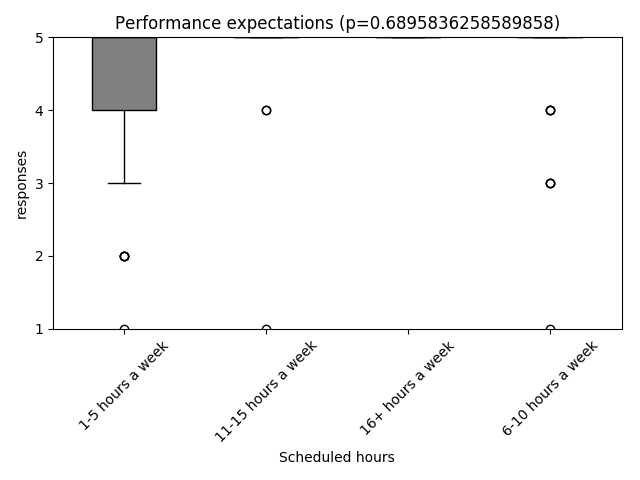 Performance expectations (p=0.6895836258589858)
responses
5
4
3
2
1
1-5 hours a week
11-15 hours a week
16+ hours a week
6-10 hours a week
Scheduled hours